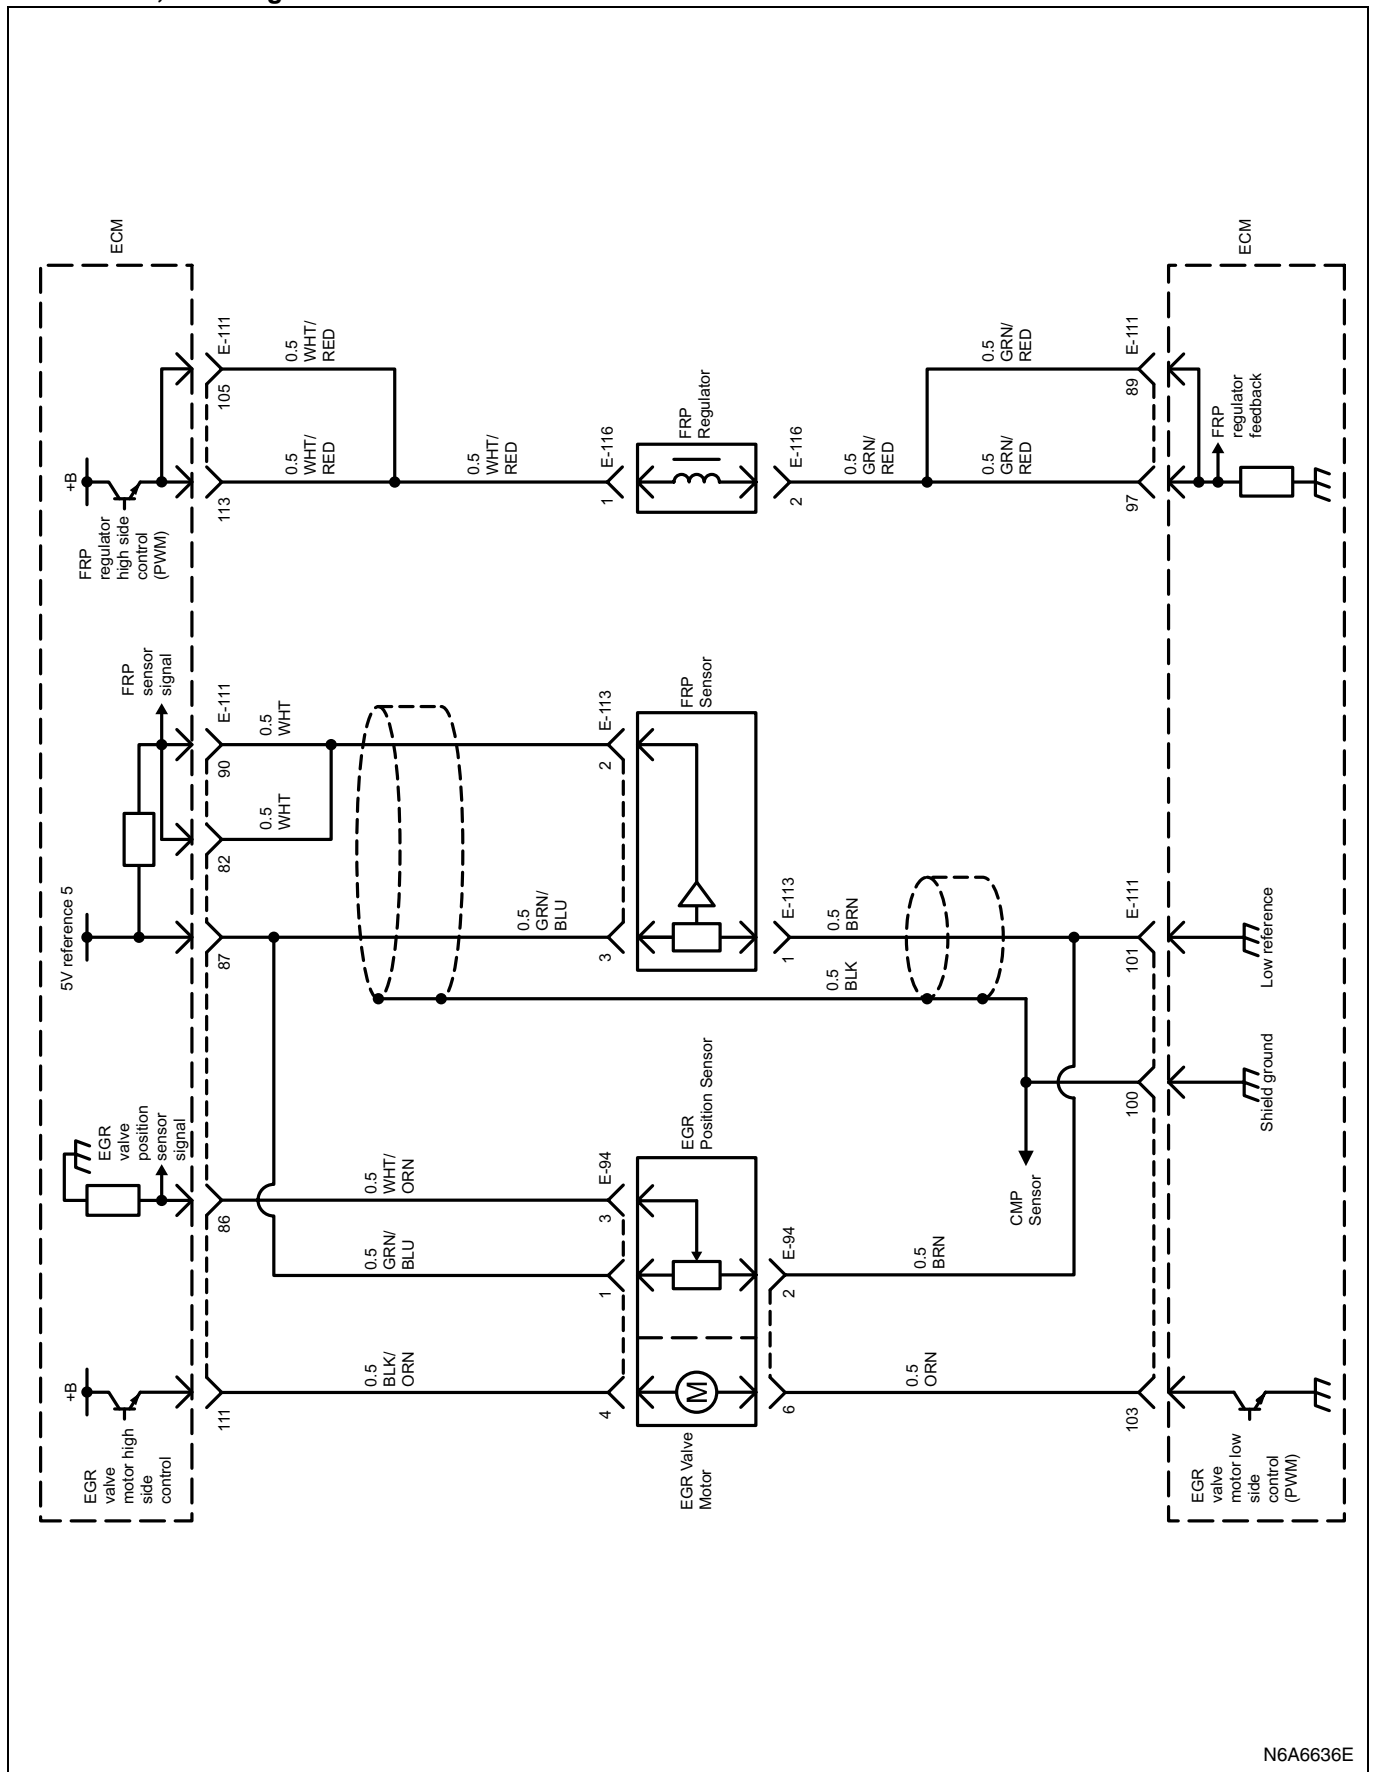 ECM
+B
EGR
valve
motor high
side
control
EGR
valve
position
sensor
signal
5V reference 5
FRP
sensor
signal
+B
FRP
regulator
high side
control
(PWM)
111
86
87
82
90
E-111
113
105
E-111
0.5
BLK/
ORN
0.5
GRN/
BLU
0.5
WHT/
ORN
0.5
GRN/
BLU
0.5
WHT
0.5
WHT
0.5
WHT/
RED
0.5
WHT/
RED
0.5
WHT/
RED
4
1
3
E-94
3
2
E-113
1
E-116
EGR Valve
Motor
M
EGR
Position Sensor
FRP
Sensor
FRP
Regulator
6
2
E-94
1
E-113
2
E-116
0.5
ORN
0.5
BRN
0.5
BLK
0.5
BRN
0.5
GRN/
RED
0.5
GRN/
RED
0.5
GRN/
RED
CMP
Sensor
103
100
101
E-111
97
89
E-111
EGR
valve
motor low
side
control
(PWM)
Shield ground
Low reference
FRP
regulator
feedback
ECM
N6A6636E